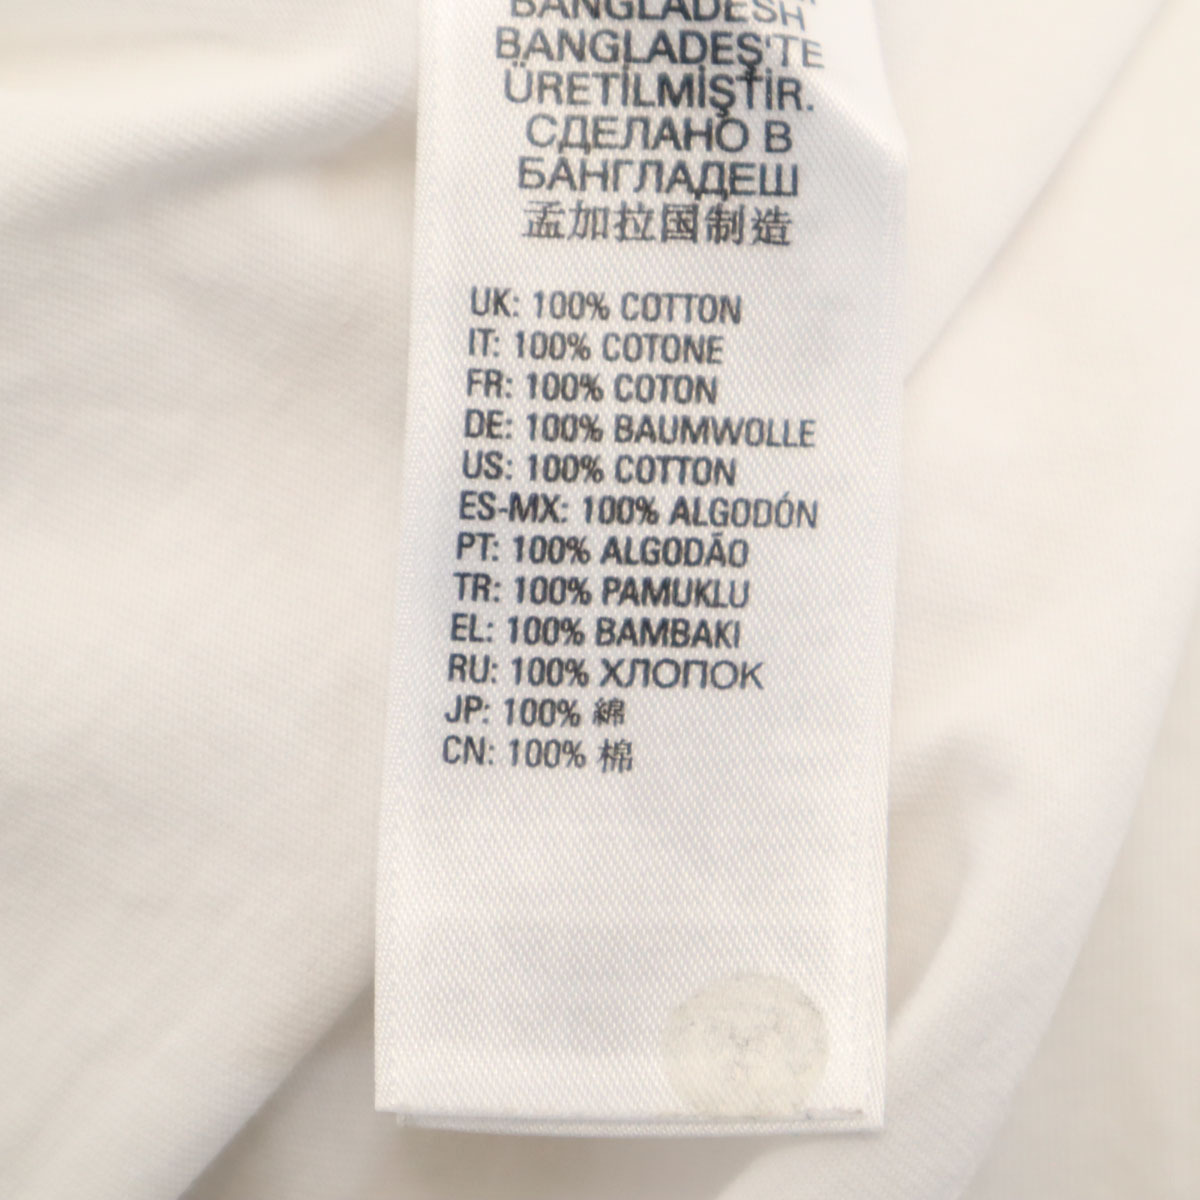 BANGLADESH
BANGLADEŞ'TE
ÜRETİLMİŞTİR.
СДЕЛАНО В
БАНГЛАДЕШ
孟加拉国制造
UK: 100% COTTON
IT: 100% COTONE
FR: 100% COTON
DE: 100% BAUMWOLLE
US: 100% COTTON
ES-MX: 100% ALGODÓN
PT: 100% ALGODÃO
TR: 100% PAMUKLU
EL: 100% ΒΑΜΒΑΚΙ
RU: 100% ХЛОПОК
JP: 100% 綿
CN: 100% 棉